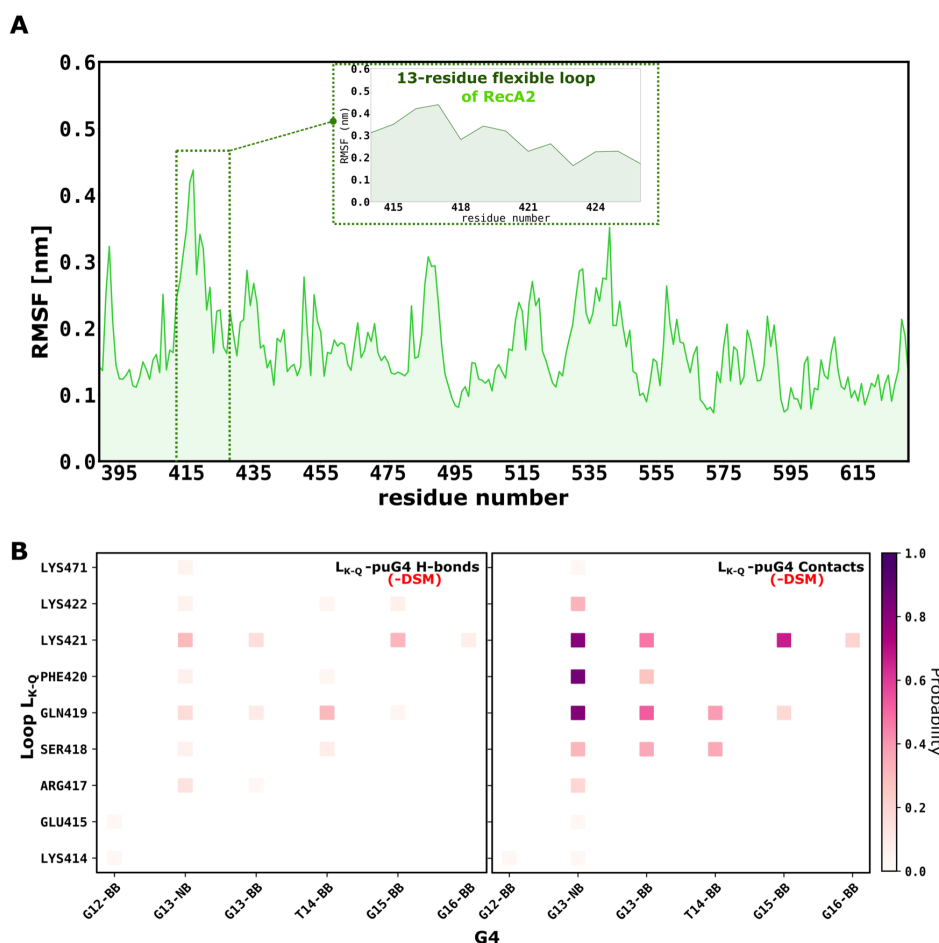 A
0.6
0.5
0.4
0.3
0.2
0.1
0.0
RMSF [nm]
395 415 435 455 475 495 515 535 555 575 595 615
residue number
13-residue flexible loop
of RecA2
0.6
0.5
0.4
0.3
0.2
0.1
0.0
RMSF (nm)
415 418 421 424
residue number
B
Loop L_K-Q
LYS471
LYS422
LYS421
PHE420
GLN419
SER418
ARG417
GLU415
LYS414
L_K-Q -puG4 H-bonds
(-DSM)
L_K-Q -puG4 Contacts
(-DSM)
G12-BB G13-NB G13-BB T14-BB G15-BB G16-BB
G12-BB G13-NB G13-BB T14-BB G15-BB G16-BB
G4
1.0
0.8
0.6
0.4
0.2
0.0
Probability